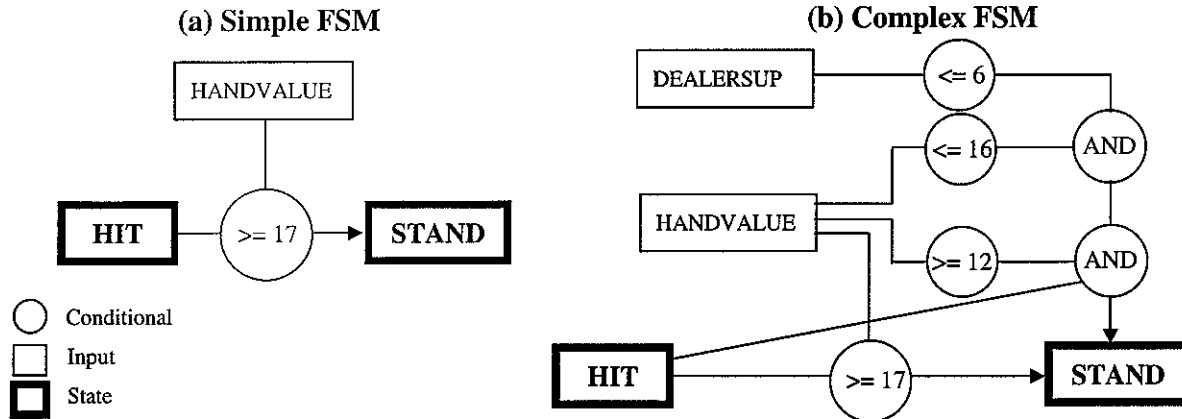 (a) Simple FSM
HANDVALUE
HIT
>= 17
STAND
Conditional
Input
State
(b) Complex FSM
DEALERSUP
<= 6
<= 16
AND
HANDVALUE
>= 12
AND
HIT
>= 17
STAND